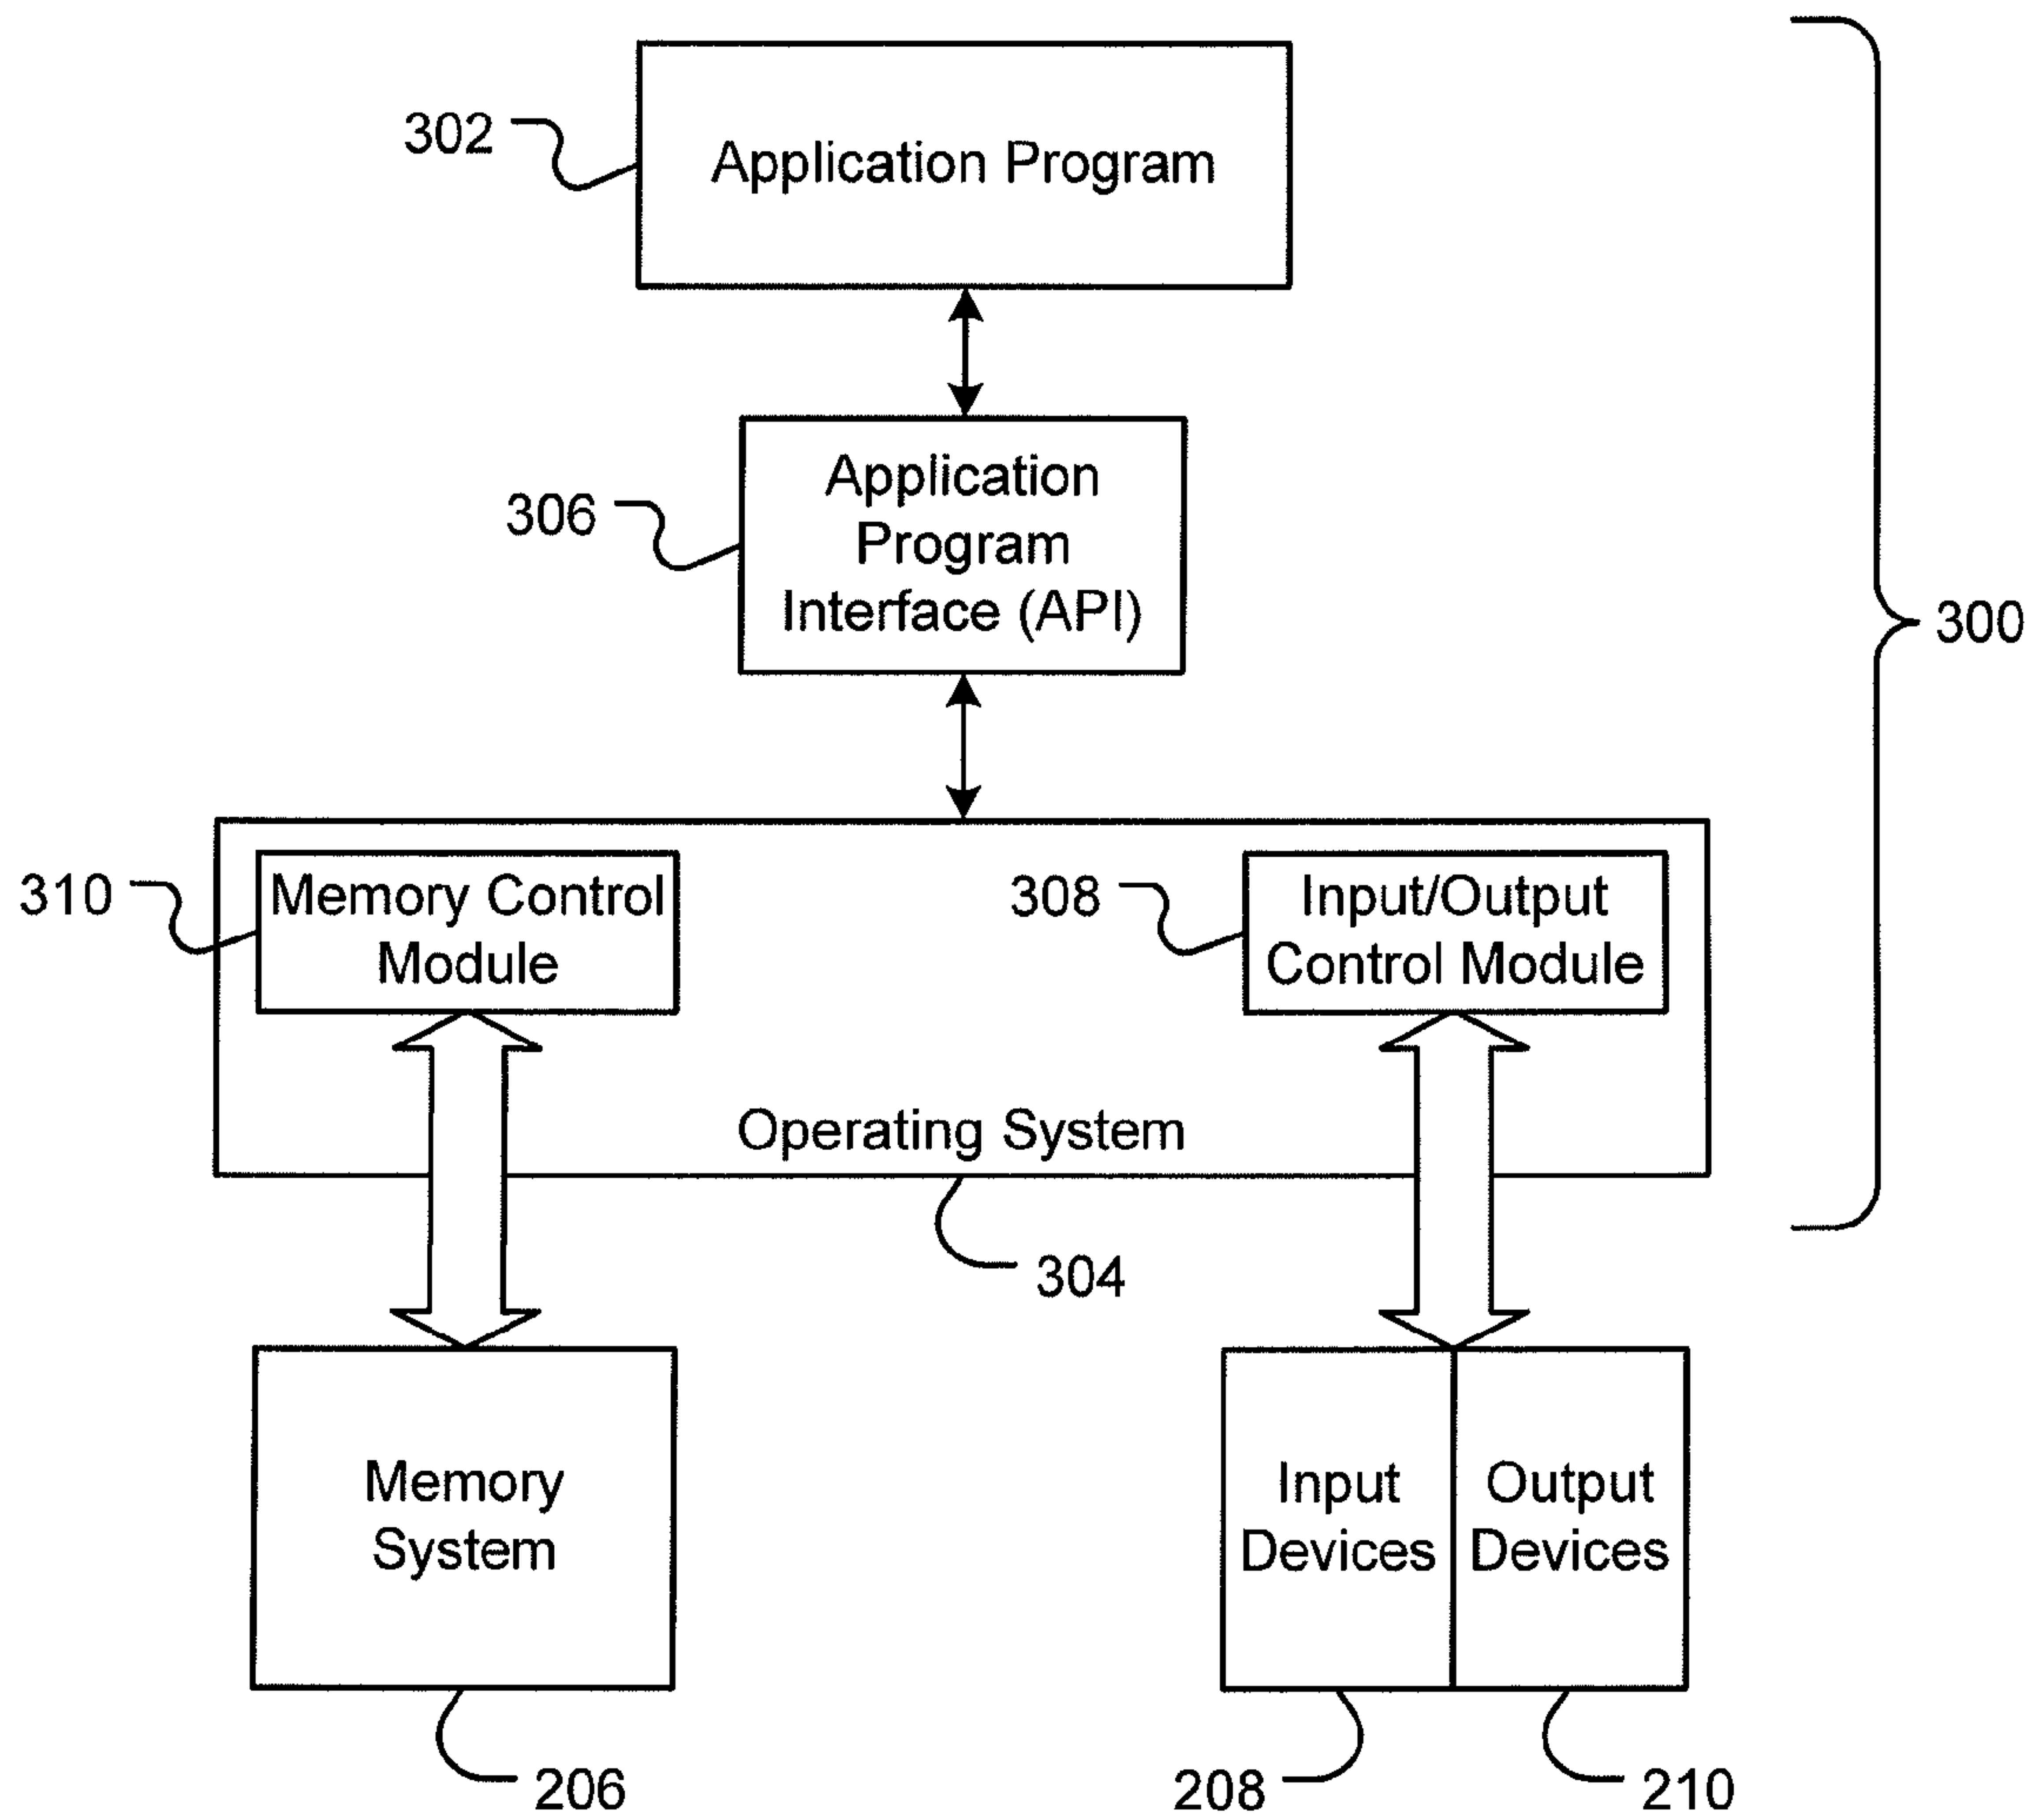 302
Application Program
306
Application
Program
Interface (API)
300
310
Memory Control
Module
308
Input/Output
Control Module
Operating System
304
Memory
System
Input
Devices
Output
Devices
206
208
210